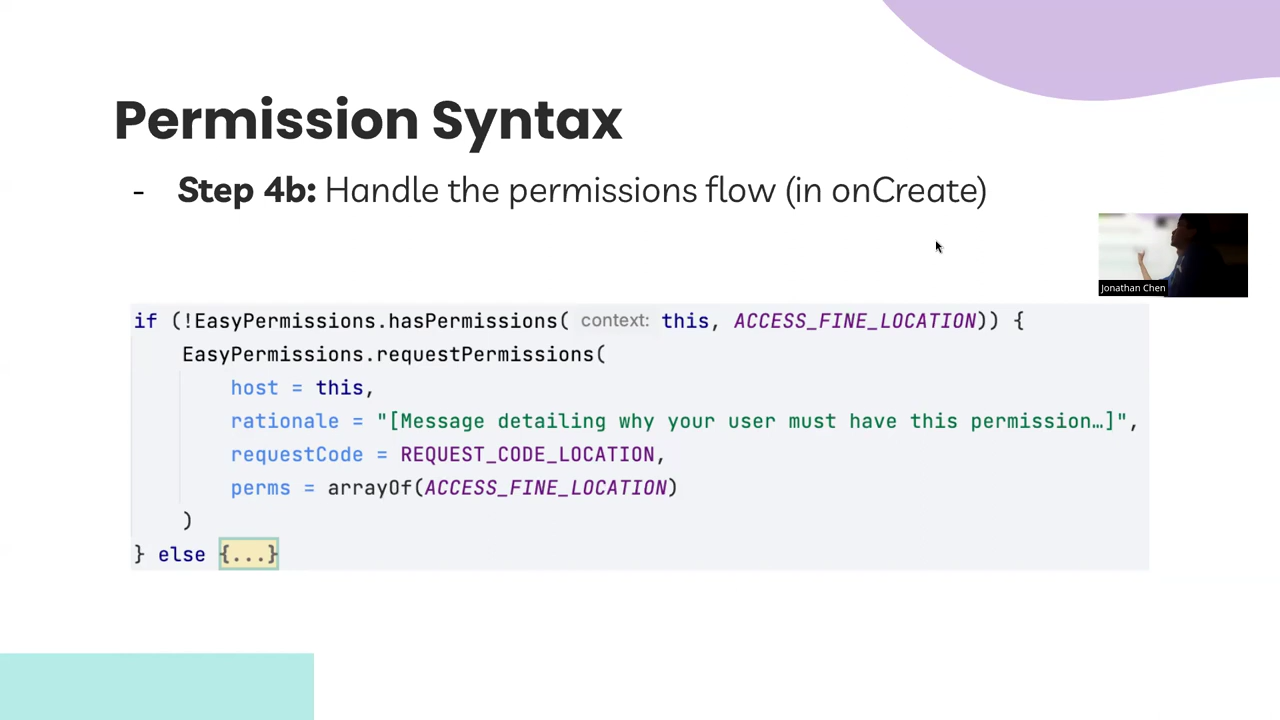 Permission Syntax
- Step 4b: Handle the permissions flow (in onCreate)
Jonathan Chen
if (!EasyPermissions.hasPermissions( context: this, ACCESS_FINE_LOCATION)) {
EasyPermissions.requestPermissions(
host = this,
rationale = "[Message detailing why your user must have this permission…]",
requestCode = REQUEST_CODE_LOCATION,
perms = arrayOf(ACCESS_FINE_LOCATION)
)
} else {...}